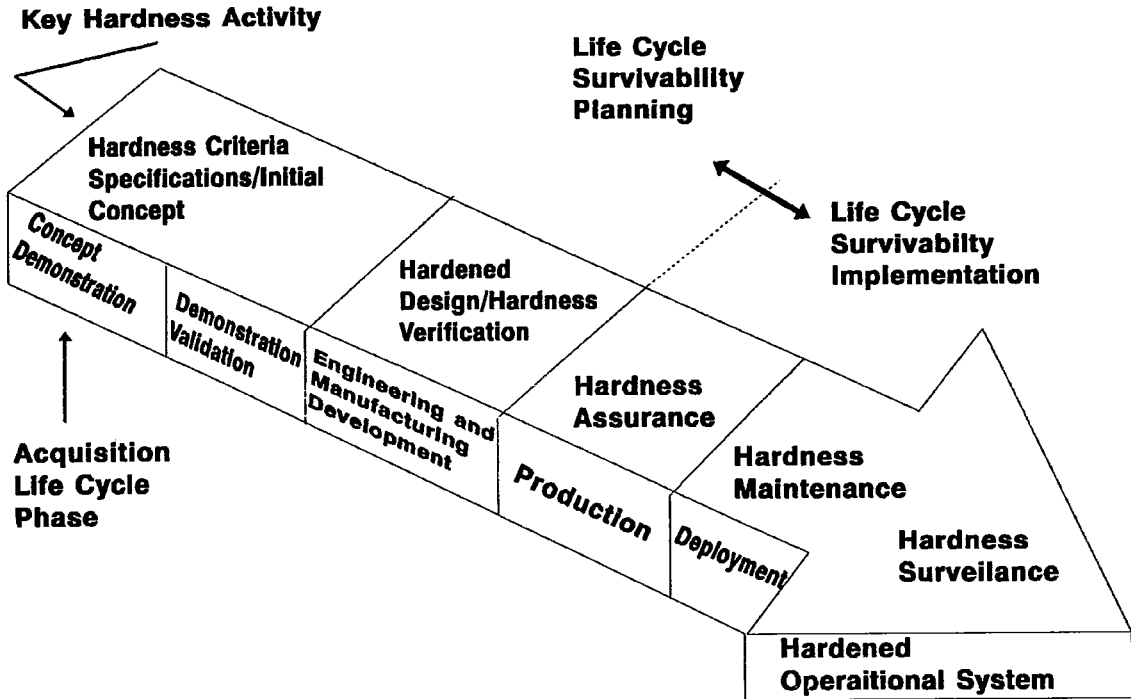 Key Hardness Activity
Life Cycle
Survivability
Planning
Hardness Criteria
Specifications/Initial
Concept
Life Cycle
Survivabilty
Implementation
Concept
Demonstration
Hardened
Design/Hardness
Verification
Demonstration
Validation
Engineering and
Manufacturing
Development
Hardness
Assurance
Acquisition
Life Cycle
Phase
Production
Hardness
Maintenance
Deployment
Hardness
Surveilance
Hardened
Operaitional System